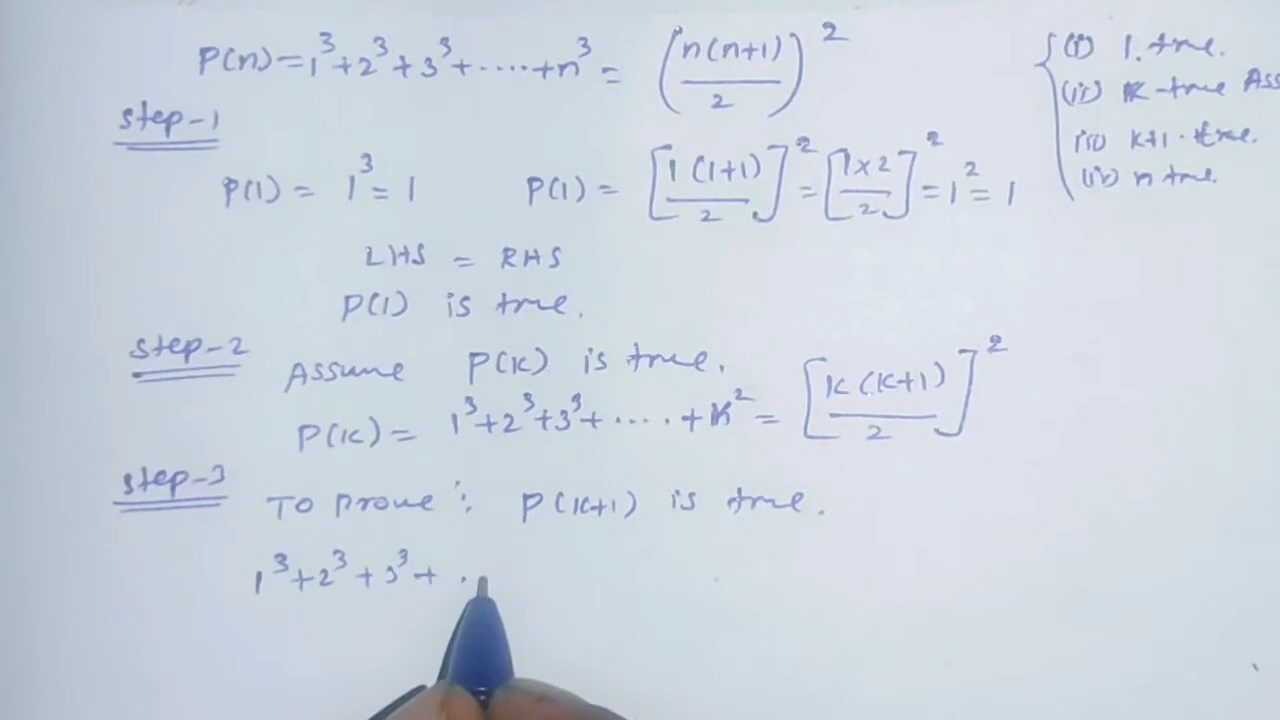 P(n) = 1³ + 2³ + 3³ + ..... + n³ = (n(n+1)/2)²
(i) 1. true.
(ii) K - true Ass
(iii) k+1 . true.
(iv) n true.
Step-1
P(1) = 1³ = 1 P(1) = [1(1+1)/2]² = [1×2/2]² = 1² = 1
LHS = RHS
P(1) is true.
Step-2
Assume P(K) is true.
P(K) = 1³ + 2³ + 3³ + ..... + K² = [K(K+1)/2]²
Step-3
To prove : P(K+1) is true.
1³ + 2³ + 3³ + ..